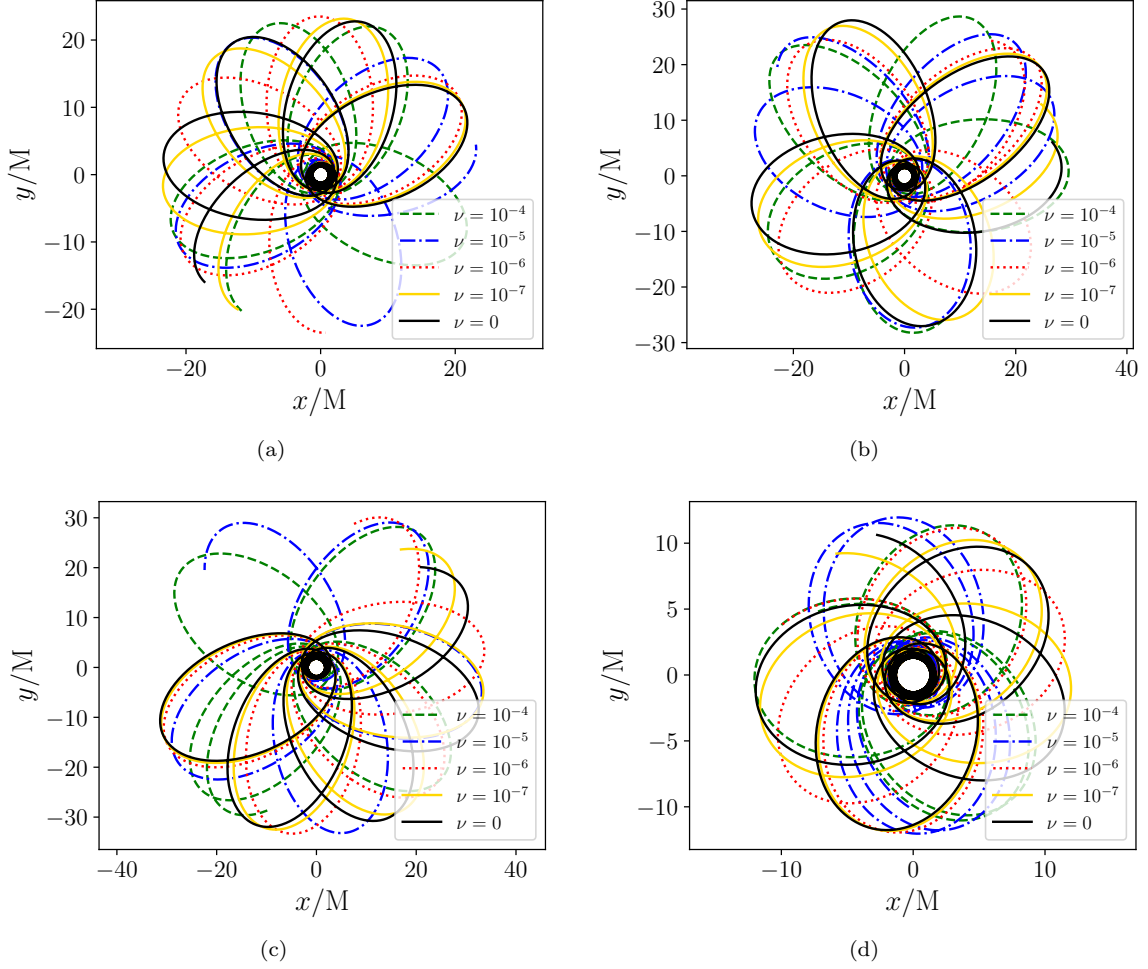 20
10
0
−10
−20
y/M
−20
0
20
x/M
ν = 10⁻⁴
ν = 10⁻⁵
ν = 10⁻⁶
ν = 10⁻⁷
ν = 0
(a)
30
20
10
0
−10
−20
−30
y/M
−20
0
20
40
x/M
ν = 10⁻⁴
ν = 10⁻⁵
ν = 10⁻⁶
ν = 10⁻⁷
ν = 0
(b)
30
20
10
0
−10
−20
−30
y/M
−40
−20
0
20
40
x/M
ν = 10⁻⁴
ν = 10⁻⁵
ν = 10⁻⁶
ν = 10⁻⁷
ν = 0
(c)
10
5
0
−5
−10
y/M
−10
0
10
x/M
ν = 10⁻⁴
ν = 10⁻⁵
ν = 10⁻⁶
ν = 10⁻⁷
ν = 0
(d)